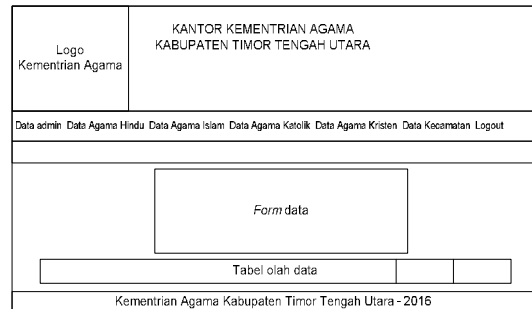 KANTOR KEMENTRIAN AGAMA
KABUPATEN TIMOR TENGAH UTARA
Logo
Kementrian Agama
Data admin Data Agama Hindu Data Agama Islam Data Agama Katolik Data Agama Kristen Data Kecamatan Logout
Form data
Tabel olah data
Kementrian Agama Kabupaten Timor Tengah Utara - 2016